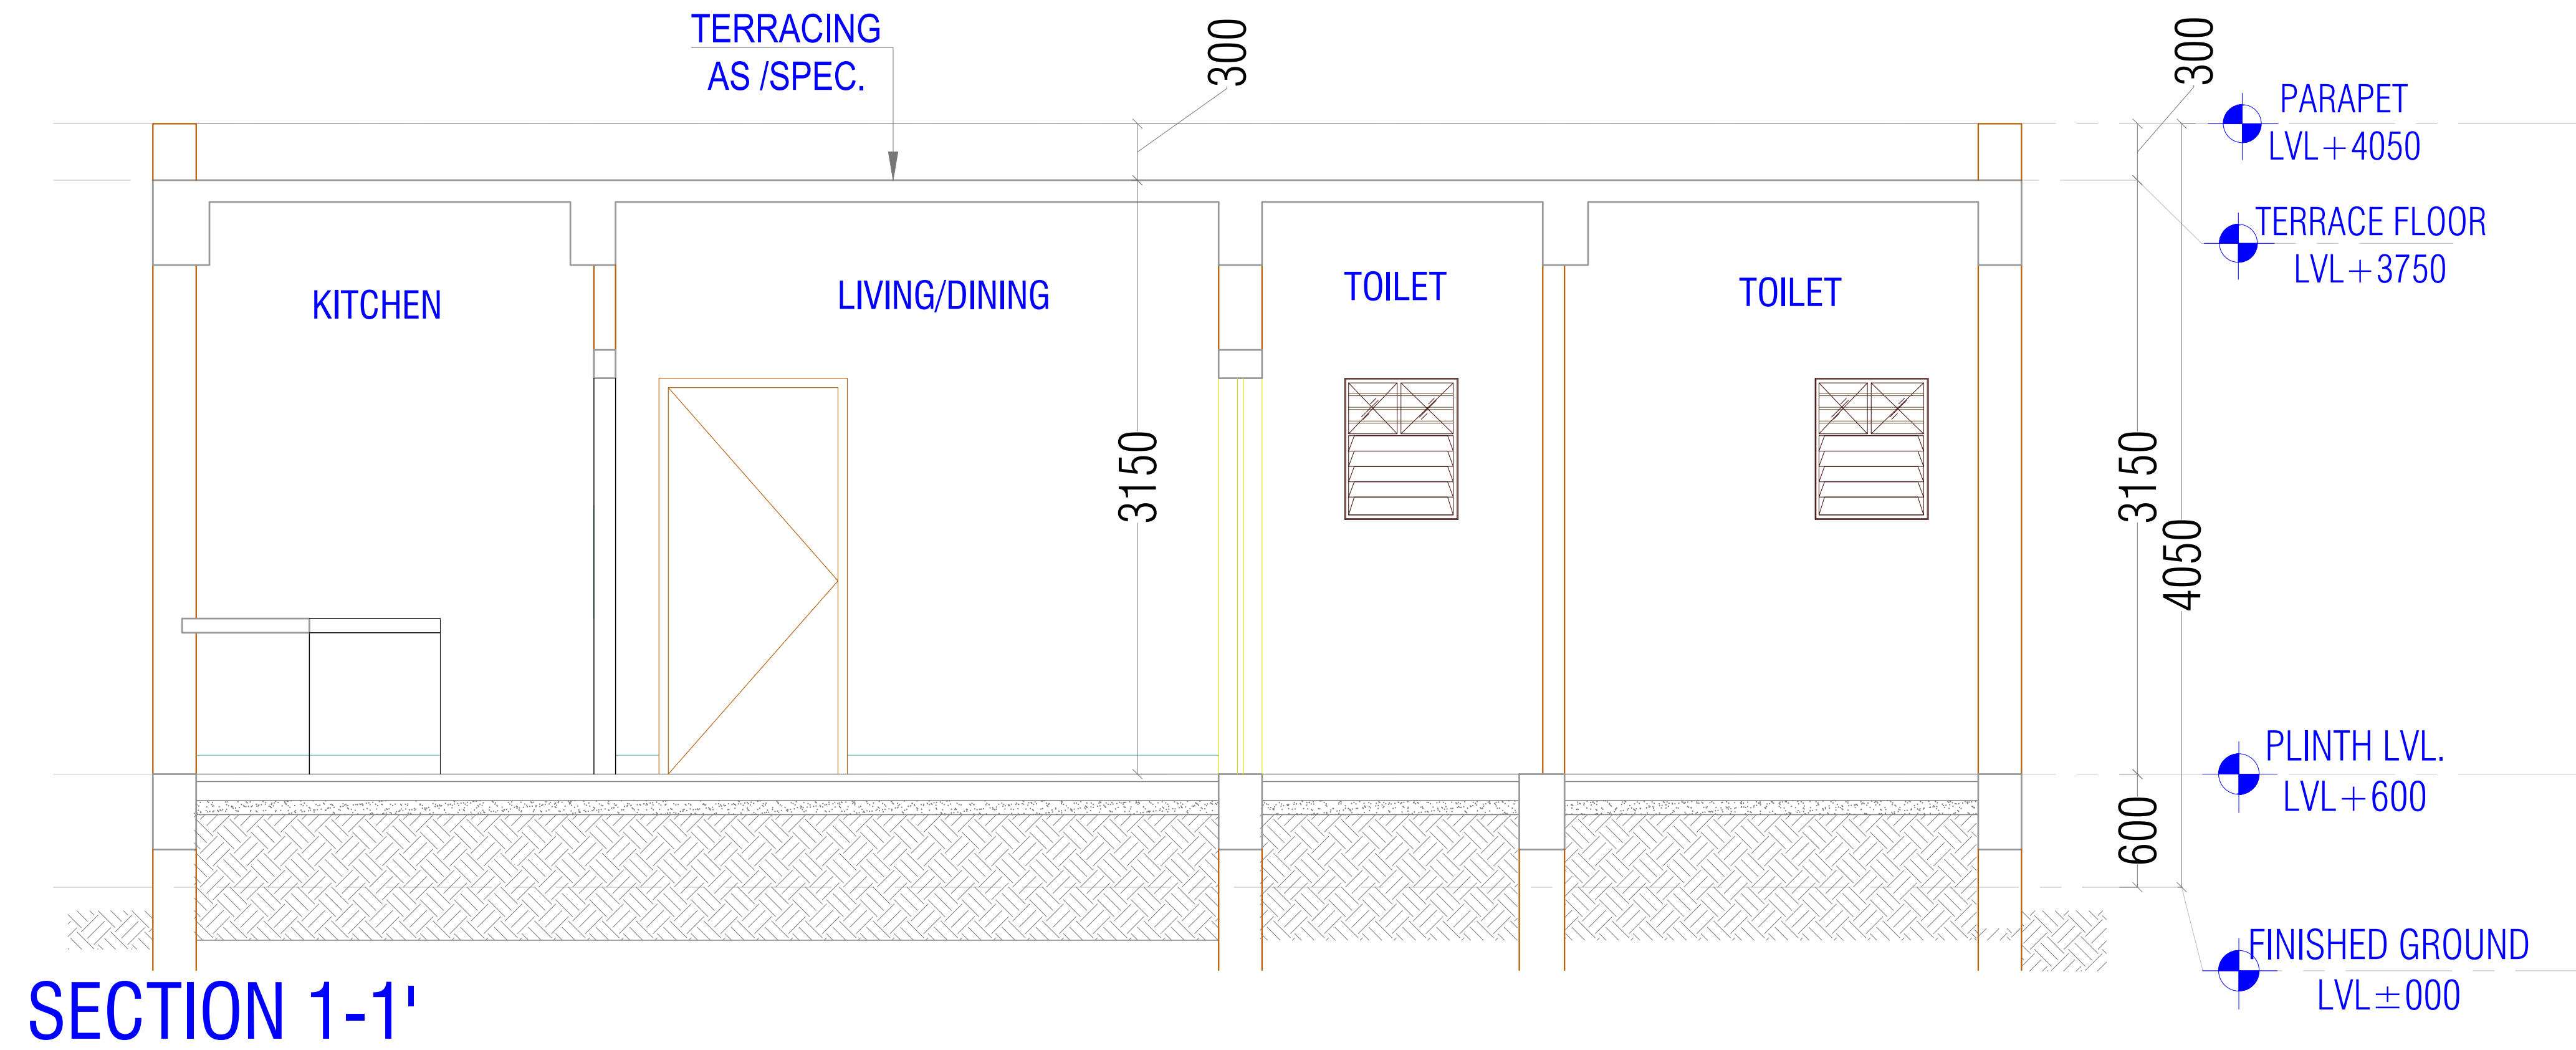 TERRACING
AS /SPEC.
300
300
PARAPET
LVL+4050
TERRACE FLOOR
LVL+3750
KITCHEN
LIVING/DINING
TOILET
TOILET
3150
3150
4050
PLINTH LVL.
LVL+600
600
FINISHED GROUND
LVL±000
SECTION 1-1'